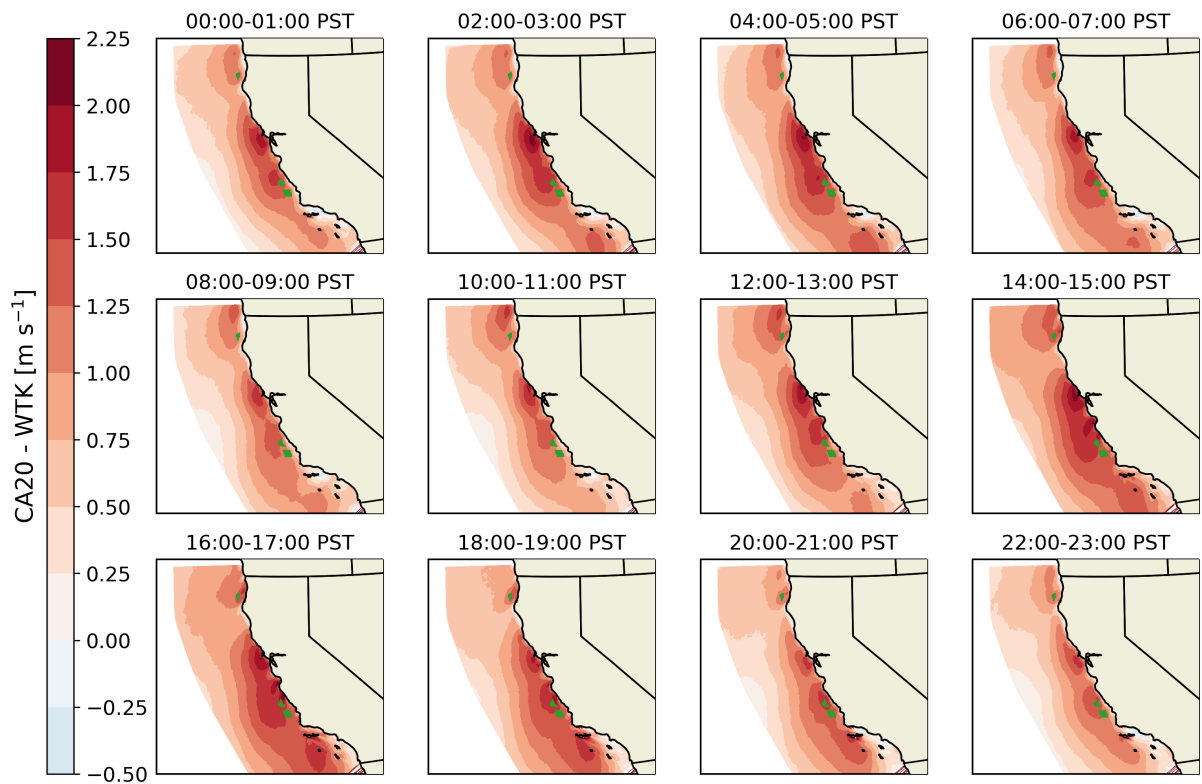 00:00-01:00 PST
02:00-03:00 PST
04:00-05:00 PST
06:00-07:00 PST
08:00-09:00 PST
10:00-11:00 PST
12:00-13:00 PST
14:00-15:00 PST
16:00-17:00 PST
18:00-19:00 PST
20:00-21:00 PST
22:00-23:00 PST
2.25
2.00
1.75
1.50
1.25
1.00
0.75
0.50
0.25
0.00
−0.25
−0.50
CA20 - WTK [m s⁻¹]